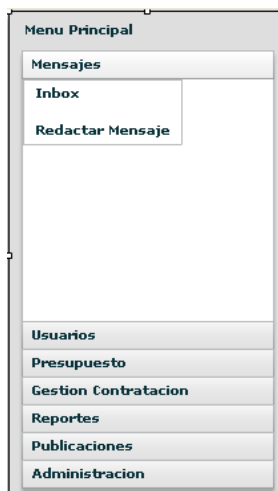 Menu Principal
Mensajes
Inbox
Redactar Mensaje
Usuarios
Presupuesto
Gestion Contratacion
Reportes
Publicaciones
Administracion